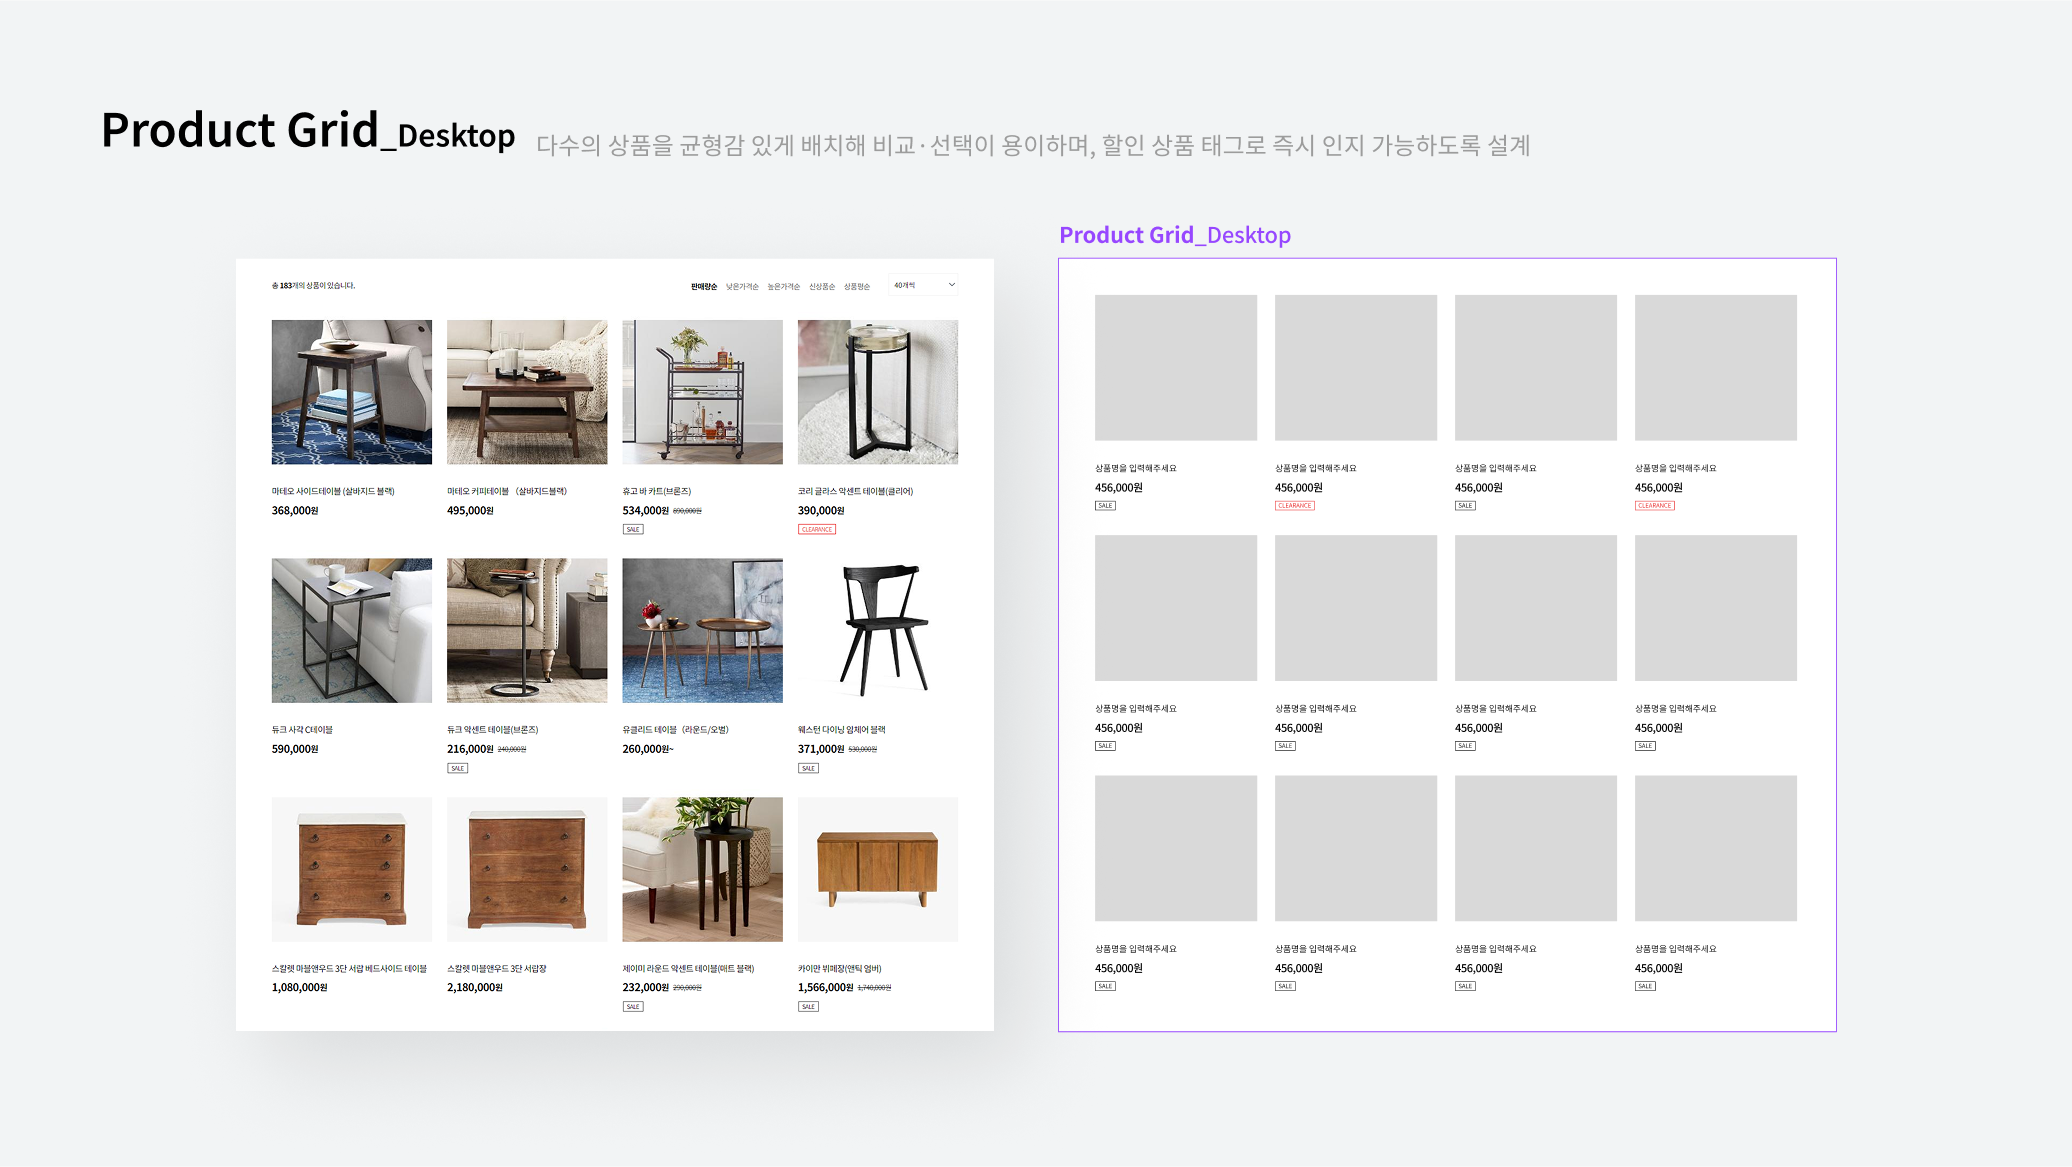 Product Grid_Desktop 다수의 상품을 균형감 있게 배치해 비교·선택이 용이하며, 할인 상품 태그로 즉시 인지 가능하도록 설계
총 183개의 상품이 있습니다.
판매량순 낮은가격순 높은가격순 신상품순 상품평순 40개씩
마테오 사이드테이블 (살바지드 블랙)
368,000원
마테오 커피테이블 (살바지드블랙)
495,000원
휴고 바 카트(브론즈)
534,000원 890,000원
SALE
코리 글라스 악센트 테이블(클리어)
390,000원
CLEARANCE
듀크 사각 C테이블
590,000원
듀크 악센트 테이블(브론즈)
216,000원 240,000원
SALE
유클리드 테이블 (라운드/오벌)
260,000원~
웨스턴 다이닝 암체어 블랙
371,000원 530,000원
SALE
스칼렛 마블앤우드 3단 서랍 베드사이드 테이블
1,080,000원
스칼렛 마블앤우드 3단 서랍장
2,180,000원
제이미 라운드 악센트 테이블(매트 블랙)
232,000원 290,000원
SALE
카이만 뷔페장(앤틱 엄버)
1,566,000원 1,740,000원
SALE
Product Grid_Desktop
상품명을 입력해주세요
456,000원
SALE
상품명을 입력해주세요
456,000원
CLEARANCE
상품명을 입력해주세요
456,000원
SALE
상품명을 입력해주세요
456,000원
CLEARANCE
상품명을 입력해주세요
456,000원
SALE
상품명을 입력해주세요
456,000원
SALE
상품명을 입력해주세요
456,000원
SALE
상품명을 입력해주세요
456,000원
SALE
상품명을 입력해주세요
456,000원
SALE
상품명을 입력해주세요
456,000원
SALE
상품명을 입력해주세요
456,000원
SALE
상품명을 입력해주세요
456,000원
SALE